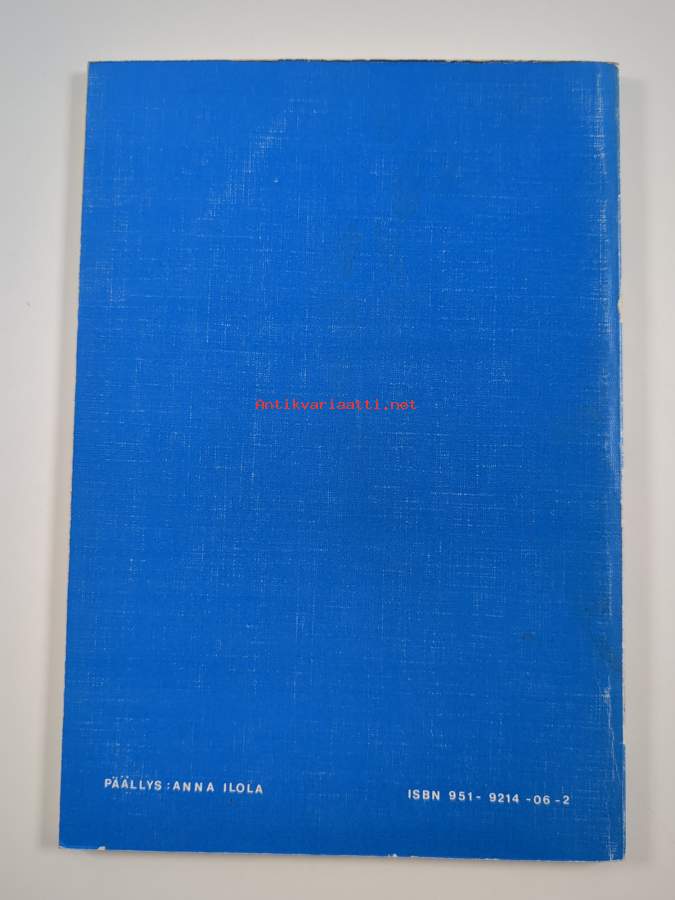 Antikvariaatti.net
PÄÄLLYS:ANNA ILOLA
ISBN 951-9214-06-2